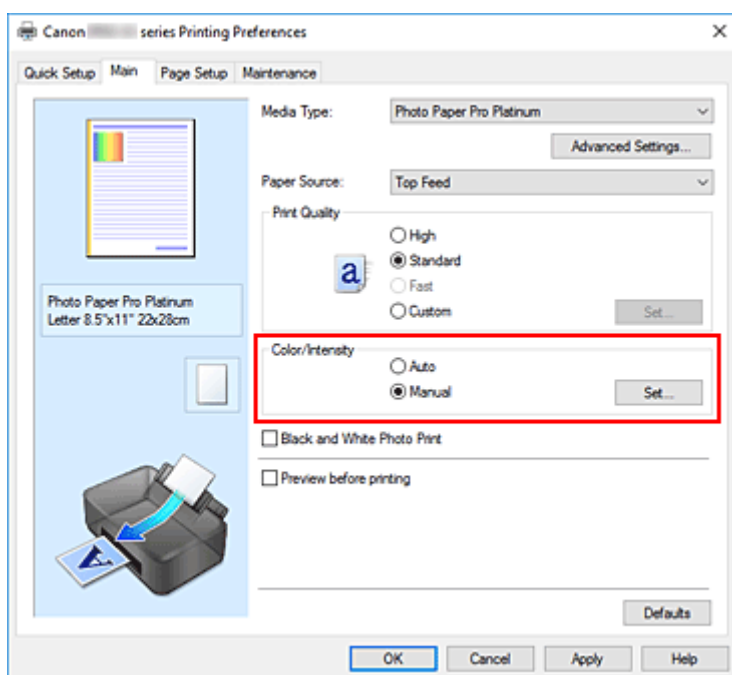 Canon series Printing Preferences
Quick Setup Main Page Setup Maintenance
Media Type: Photo Paper Pro Platinum
Advanced Settings...
Paper Source: Top Feed
Print Quality
High
a Standard
Fast
Custom Set...
Photo Paper Pro Platinum
Letter 8.5"x11" 22x28cm
Color/Intensity
Auto
Manual Set...
Black and White Photo Print
Preview before printing
A
Defaults
OK Cancel Apply Help